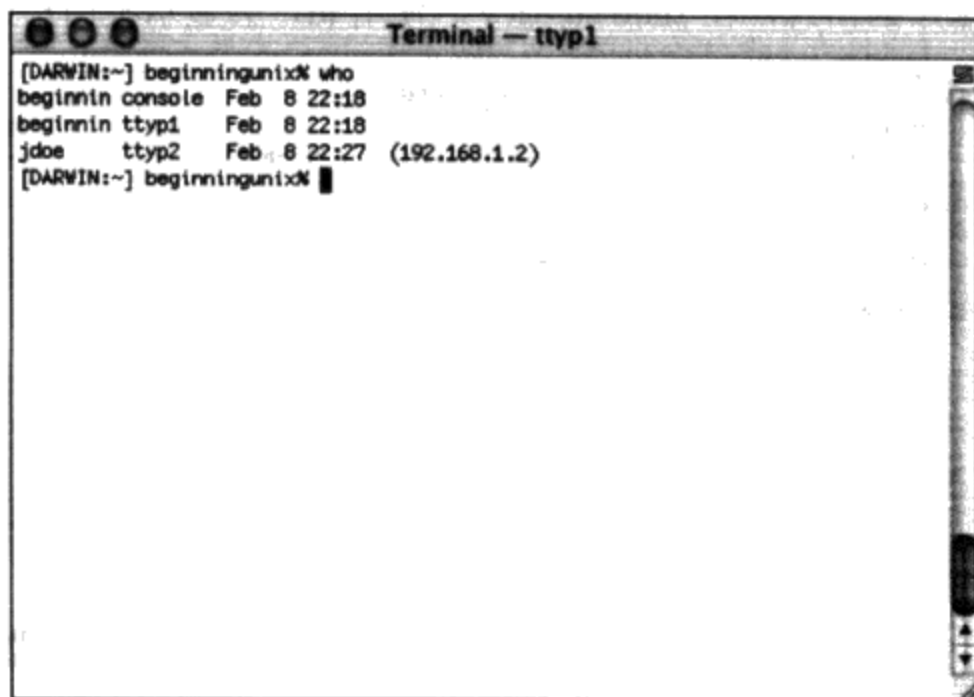 Terminal — ttyp1
[DARWIN:~] beginningunix% who
beginnin console  Feb  8 22:18
beginnin ttyp1    Feb  8 22:18
jdoe     ttyp2    Feb  8 22:27  (192.168.1.2)
[DARWIN:~] beginningunix%